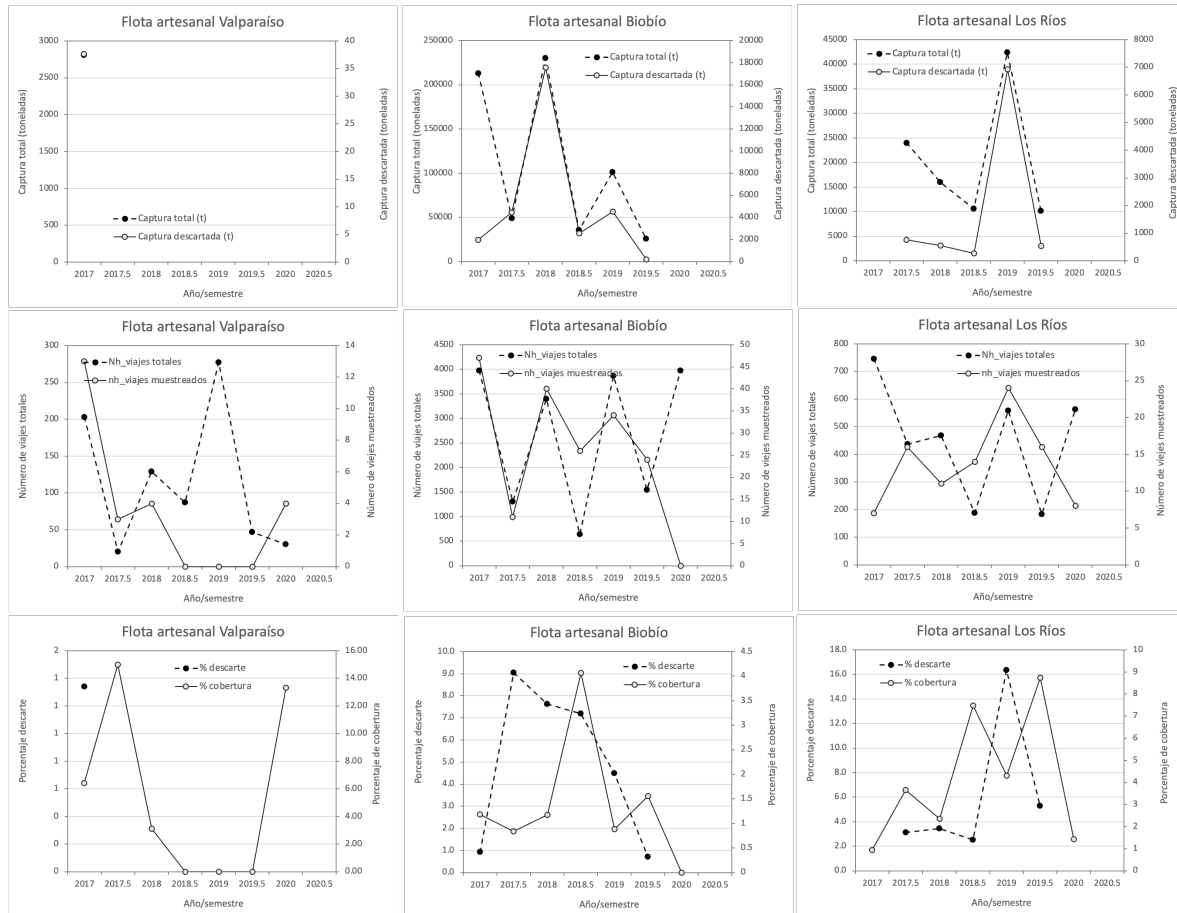 Flota artesanal Valparaíso
3000
2500
2000
1500
1000
500
0
40
35
30
25
20
15
10
5
0
Captura total (toneladas)
Captura descartada (toneladas)
Captura total (t)
Captura descartada (t)
2017 2017.5 2018 2018.5 2019 2019.5 2020 2020.5
Año/semestre
Flota artesanal Biobío
250000
200000
150000
100000
50000
0
20000
18000
16000
14000
12000
10000
8000
6000
4000
2000
0
Captura total (toneladas)
Captura descartada (toneladas)
Captura total (t)
Captura descartada (t)
2017 2017.5 2018 2018.5 2019 2019.5 2020 2020.5
Año/semestre
Flota artesanal Los Ríos
45000
40000
35000
30000
25000
20000
15000
10000
5000
0
8000
7000
6000
5000
4000
3000
2000
1000
0
Captura total (toneladas)
Captura descartada (toneladas)
Captura total (t)
Captura descartada (t)
2017 2017.5 2018 2018.5 2019 2019.5 2020 2020.5
Año/semestre
Flota artesanal Valparaíso
300
250
200
150
100
50
0
14
12
10
8
6
4
2
0
Número de viajes totales
Número de viejes muestreados
Nh_viajes totales
nh_viajes muestreados
2017 2017.5 2018 2018.5 2019 2019.5 2020 2020.5
Año/semestre
Flota artesanal Biobío
4500
4000
3500
3000
2500
2000
1500
1000
500
0
50
45
40
35
30
25
20
15
10
5
0
Número de viajes totales
Número de viejes muestreados
Nh_viajes totales
nh_viajes muestreados
2017 2017.5 2018 2018.5 2019 2019.5 2020 2020.5
Año/semestre
Flota artesanal Los Ríos
800
700
600
500
400
300
200
100
0
30
25
20
15
10
5
0
Número de viajes totales
Número de viejes muestreados
Nh_viajes totales
nh_viajes muestreados
2017 2017.5 2018 2018.5 2019 2019.5 2020 2020.5
Año/semestre
Flota artesanal Valparaíso
2
1
1
1
1
1
0
0
0
16.00
14.00
12.00
10.00
8.00
6.00
4.00
2.00
0.00
Porcentaje descarte
Porcentaje de cobertura
% descarte
% cobertura
2017 2017.5 2018 2018.5 2019 2019.5 2020 2020.5
Año/semestre
Flota artesanal Biobío
10.0
9.0
8.0
7.0
6.0
5.0
4.0
3.0
2.0
1.0
0.0
4.5
4
3.5
3
2.5
2
1.5
1
0.5
0
Porcentaje descarte
Porcentaje de cobertura
% descarte
% cobertura
2017 2017.5 2018 2018.5 2019 2019.5 2020 2020.5
Año/semestre
Flota artesanal Los Ríos
18.0
16.0
14.0
12.0
10.0
8.0
6.0
4.0
2.0
0.0
10
9
8
7
6
5
4
3
2
1
0
Porcentaje descarte
Porcentaje de cobertura
% descarte
% cobertura
2017 2017.5 2018 2018.5 2019 2019.5 2020 2020.5
Año/semestre